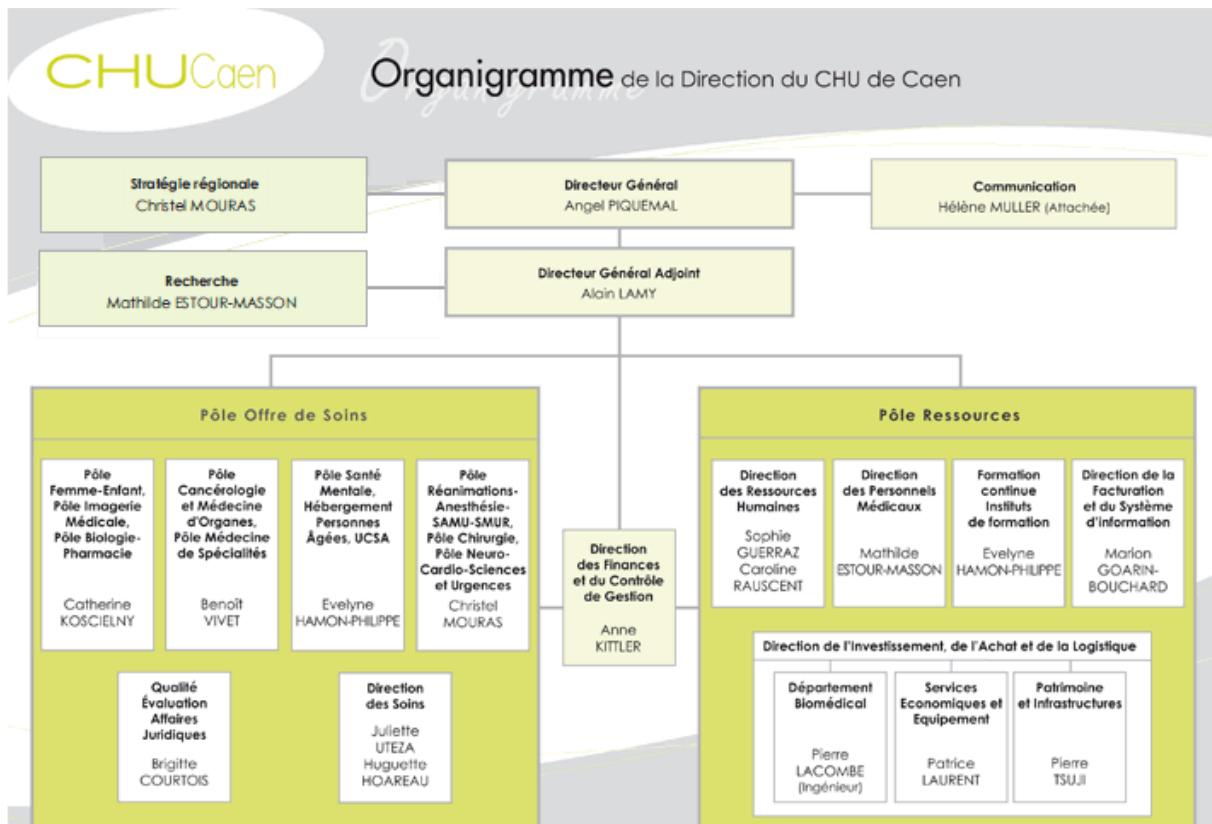 CHUCaen
Organigramme de la Direction du CHU de Caen
Organigramme
Stratégie régionale
Christel MOURAS
Directeur Général
Angel PIQUEMAL
Communication
Hélène MULLER (Attachée)
Recherche
Mathilde ESTOUR-MASSON
Directeur Général Adjoint
Alain LAMY
Pôle Offre de Soins
Pôle
Femme-Enfant,
Pôle Imagerie
Médicale,
Pôle Biologie-
Pharmacie
Catherine
KOSCIELNY
Pôle
Cancérologie
et Médecine
d'Organes,
Pôle Médecine
de Spécialités
Benoît
VIVET
Pôle Santé
Mentale,
Hébergement
Personnes
Âgées, UCSA
Evelyne
HAMON-PHILIPPE
Pôle
Réanimations-
Anesthésie-
SAMU-SMUR,
Pôle Chirurgie,
Pôle Neuro-
Cardio-Sciences
et Urgences
Christel
MOURAS
Qualité
Évaluation
Affaires
Juridiques
Brigitte
COURTOIS
Direction
des Soins
Juliette
UTEZA
Huguette
HOAREAU
Direction
des Finances
et du Contrôle
de Gestion
Anne
KITTLER
Pôle Ressources
Direction
des Ressources
Humaines
Sophie
GUERRAZ
Caroline
RAUSCENT
Direction
des Personnels
Médicaux
Mathilde
ESTOUR-MASSON
Formation
continue
Instituts
de formation
Evelyne
HAMON-PHILIPPE
Direction de la
Facturation
et du Système
d'information
Marion
GOARIN-
BOUCHARD
Direction de l'Investissement, de l'Achat et de la Logistique
Département
Biomédical
Pierre
LACOMBE
(Ingénieur)
Services
Economiques et
Equipement
Patrice
LAURENT
Patrimoine
et Infrastructures
Pierre
TSUJI